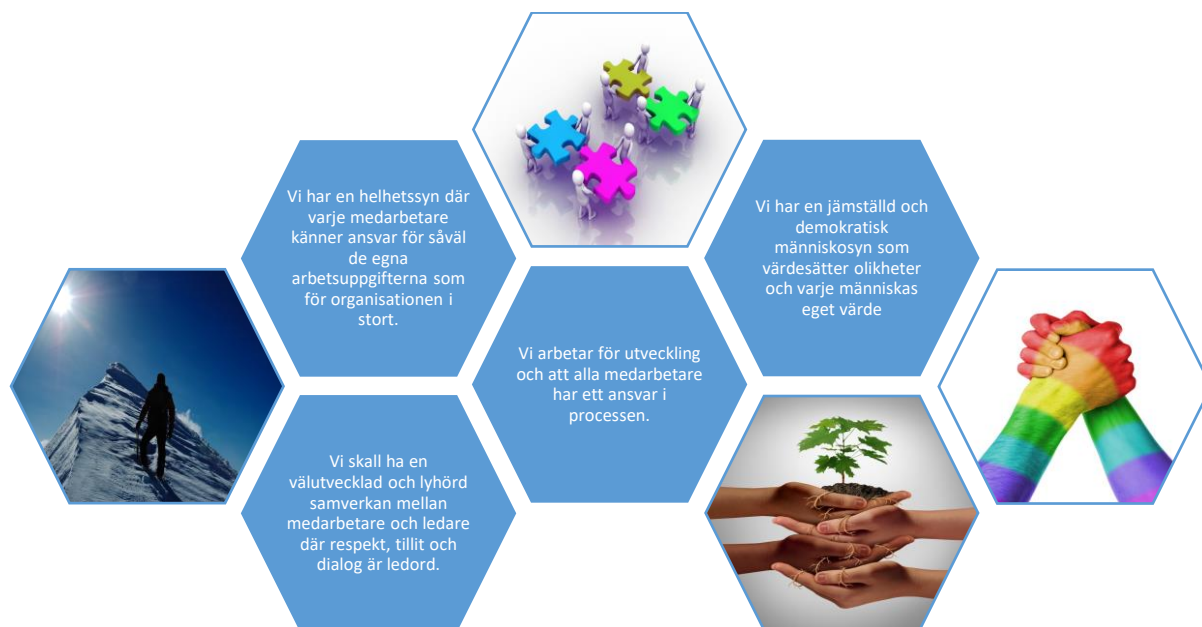 Vi har en helhetssyn där
varje medarbetare
känner ansvar för såväl
de egna
arbetsuppgifterna som
för organisationen i
stort.
Vi har en jämställd och
demokratisk
människosyn som
värdesätter olikheter
och varje människas
eget värde
Vi arbetar för utveckling
och att alla medarbetare
har ett ansvar i
processen.
Vi skall ha en
välutvecklad och lyhörd
samverkan mellan
medarbetare och ledare
där respekt, tillit och
dialog är ledord.